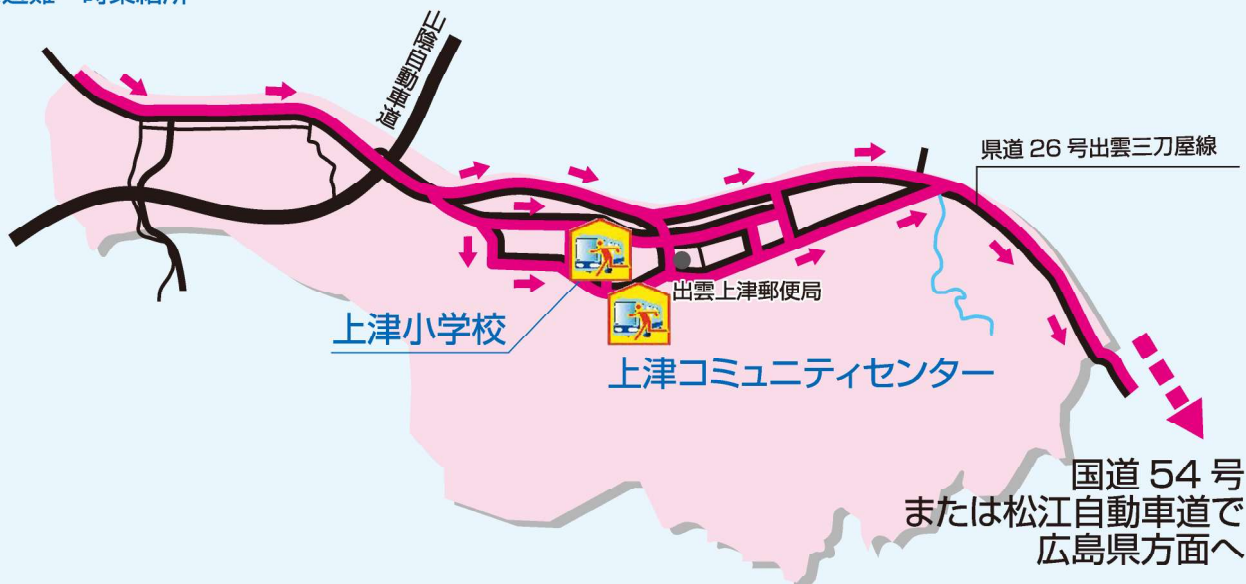 山陰自動車道
県道 26 号出雲三刀屋線
出雲上津郵便局
上津小学校
上津コミュニティセンター
国道 54 号
または松江自動車道で
広島県方面へ